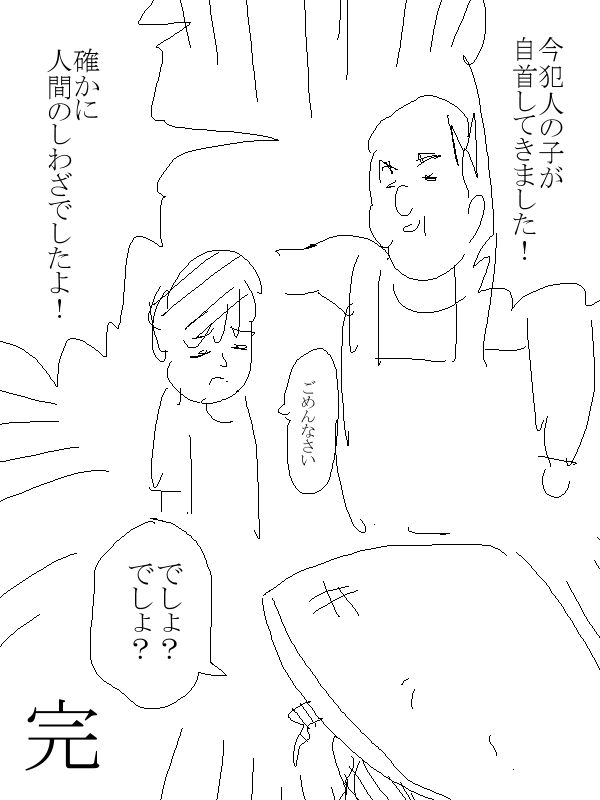 今犯人の子が
自首してきました！
確かに
人間のしわざでしたよ！
ごめんなさい
でしょ？
でしょ？
完